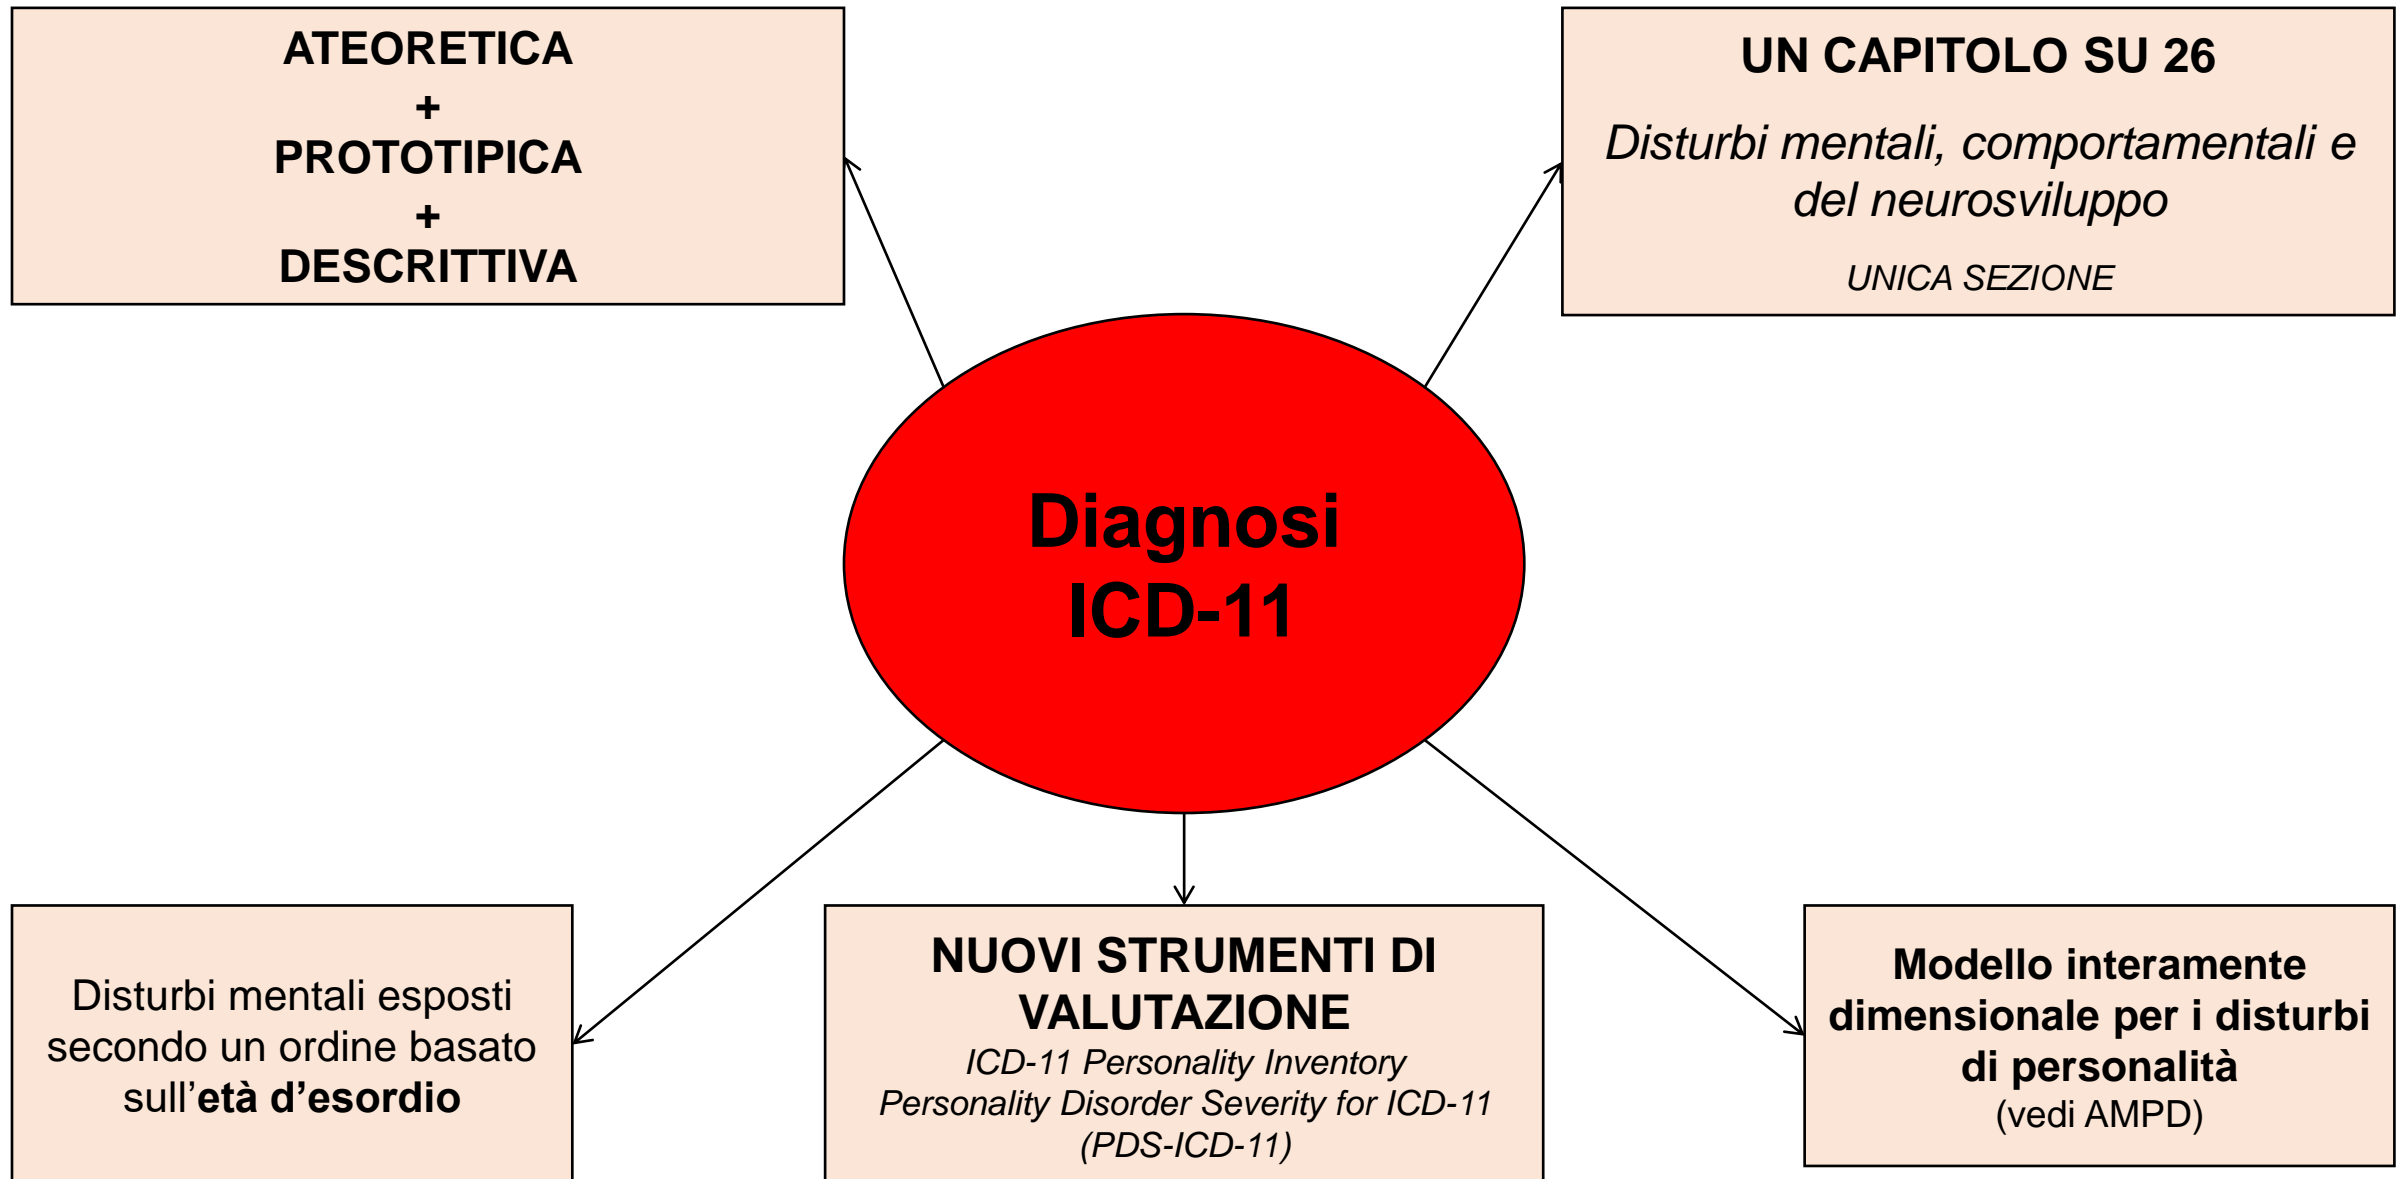 ATEORETICA
+
PROTOTIPICA
+
DESCRITTIVA
UN CAPITOLO SU 26
Disturbi mentali, comportamentali e
del neurosviluppo
UNICA SEZIONE
Diagnosi
ICD-11
Disturbi mentali esposti
secondo un ordine basato
sull’età d’esordio
NUOVI STRUMENTI DI
VALUTAZIONE
ICD-11 Personality Inventory
Personality Disorder Severity for ICD-11
(PDS-ICD-11)
Modello interamente
dimensionale per i disturbi
di personalità
(vedi AMPD)